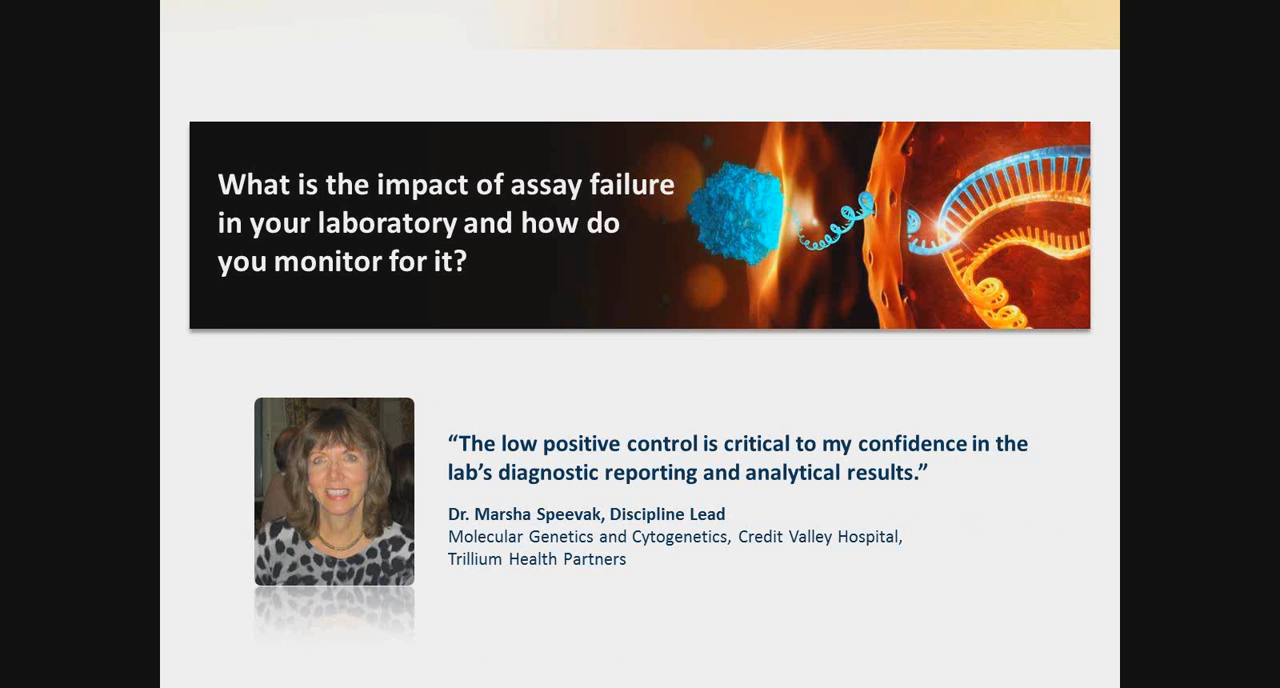 What is the impact of assay failure
in your laboratory and how do
you monitor for it?
“The low positive control is critical to my confidence in the
lab’s diagnostic reporting and analytical results.”
Dr. Marsha Speevak, Discipline Lead
Molecular Genetics and Cytogenetics, Credit Valley Hospital,
Trillium Health Partners